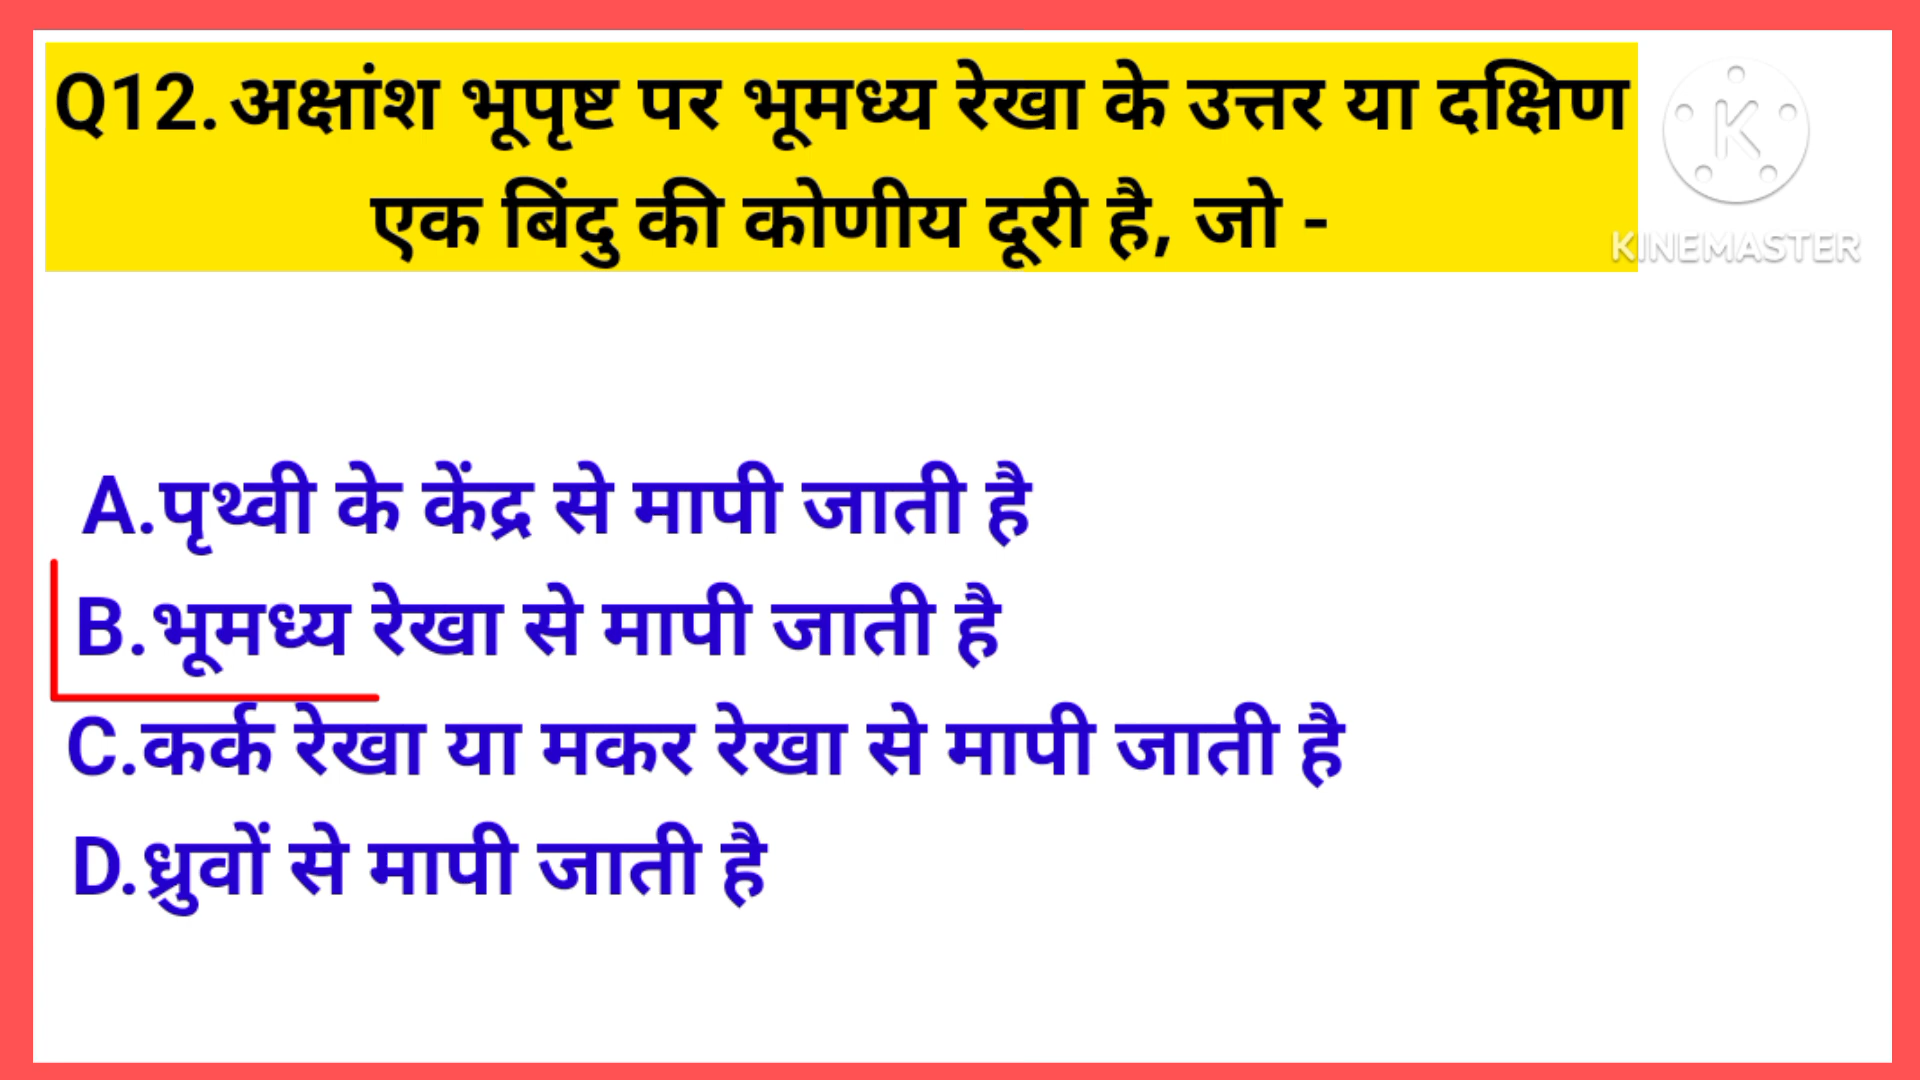 Q12.अक्षांश भूपृष्ट पर भूमध्य रेखा के उत्तर या दक्षिण
एक बिंदु की कोणीय दूरी है, जो -
K
KINEMASTER
A.पृथ्वी के केंद्र से मापी जाती है
B.भूमध्य रेखा से मापी जाती है
C.कर्क रेखा या मकर रेखा से मापी जाती है
D.ध्रुवों से मापी जाती है